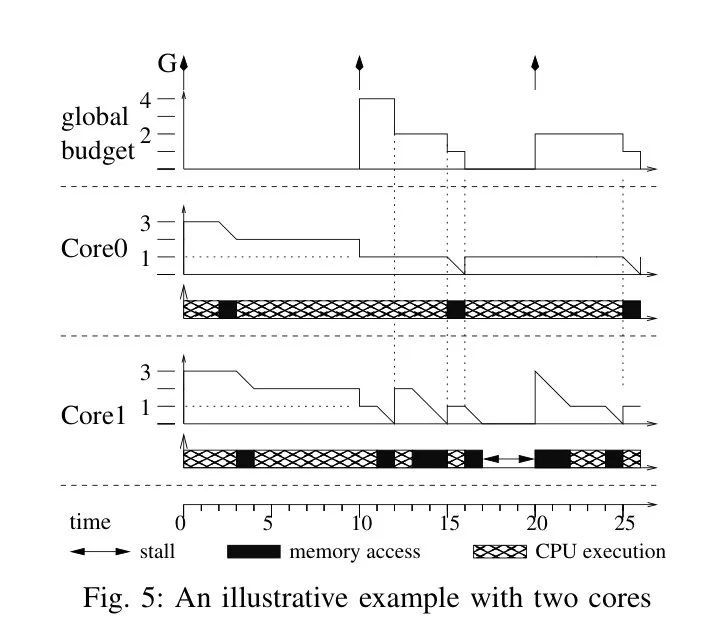 G
4
global
2
budget
3
Core0
1
3
Core1
1
time 0 5 10 15 20 25
stall memory access CPU execution
Fig. 5: An illustrative example with two cores